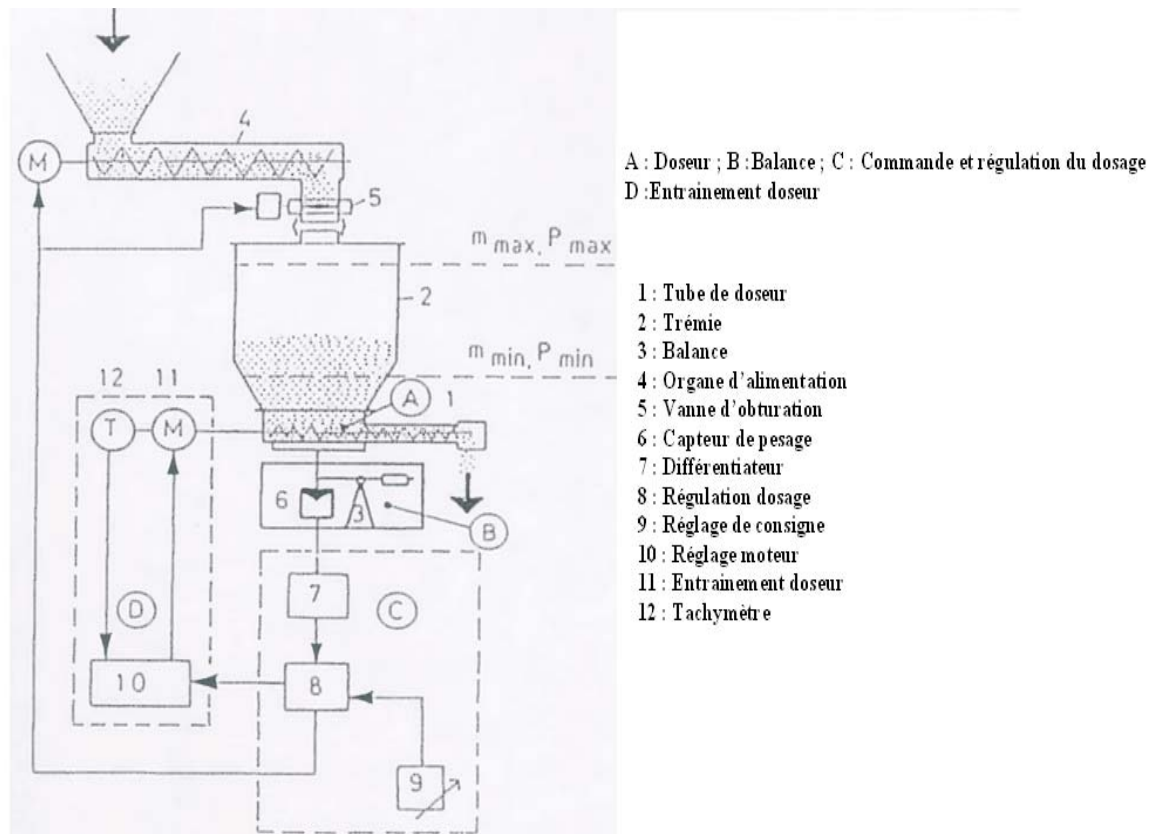 4
M
5
m max, P max
2
m min, P min
12 11
A 1
T M
6 3
B
7
D C
10 8
9
A : Doseur ; B :Balance ; C : Commande et régulation du dosage
D :Entrainement doseur
1 : Tube de doseur
2 : Trémie
3 : Balance
4 : Organe d'alimentation
5 : Vanne d'obturation
6 : Capteur de pesage
7 : Différentiateur
8 : Régulation dosage
9 : Réglage de consigne
10 : Réglage moteur
11 : Entrainement doseur
12 : Tachymètre